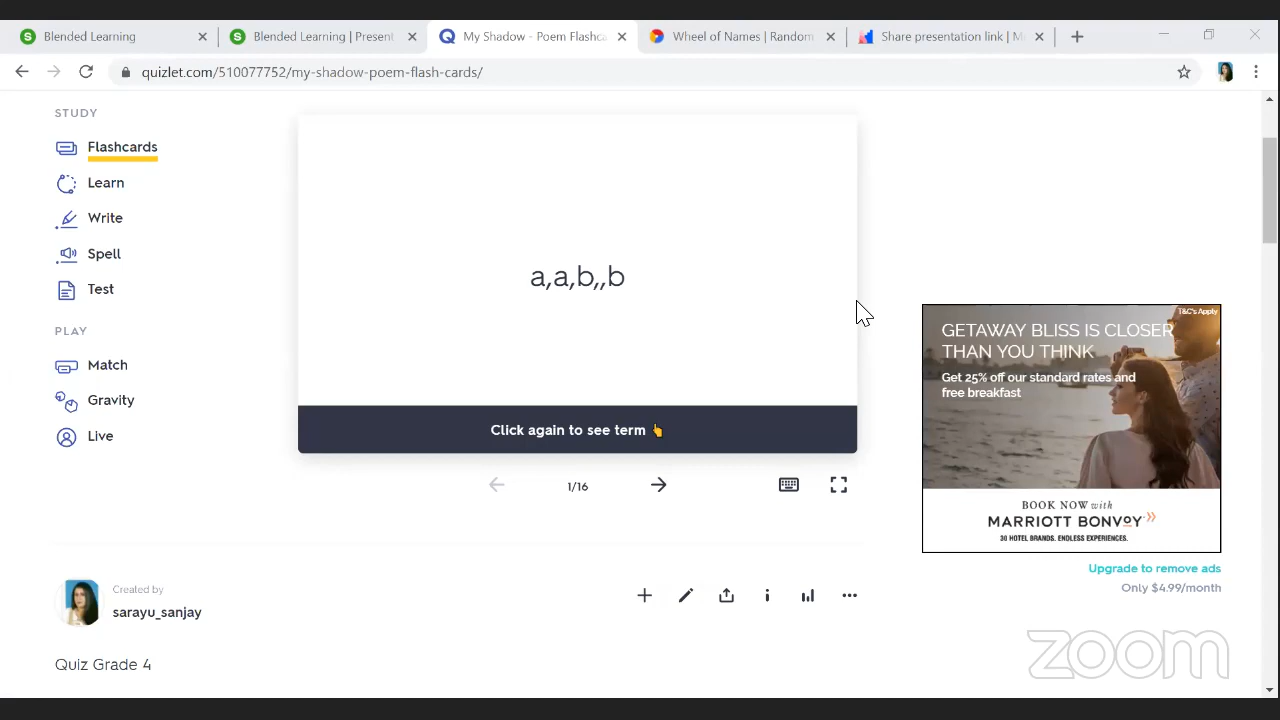 Blended Learning
Blended Learning | Present
My Shadow - Poem Flashca
Wheel of Names | Random
Share presentation link | M
quizlet.com/510077752/my-shadow-poem-flash-cards/
STUDY
Flashcards
Learn
Write
Spell
Test
PLAY
Match
Gravity
Live
a,a,b,,b
Click again to see term
1/16
T&C's Apply
GETAWAY BLISS IS CLOSER
THAN YOU THINK
Get 25% off our standard rates and
free breakfast
BOOK NOW with
MARRIOTT BONVOY
30 HOTEL BRANDS. ENDLESS EXPERIENCES.
Upgrade to remove ads
Only $4.99/month
Created by
sarayu_sanjay
Quiz Grade 4
zoom